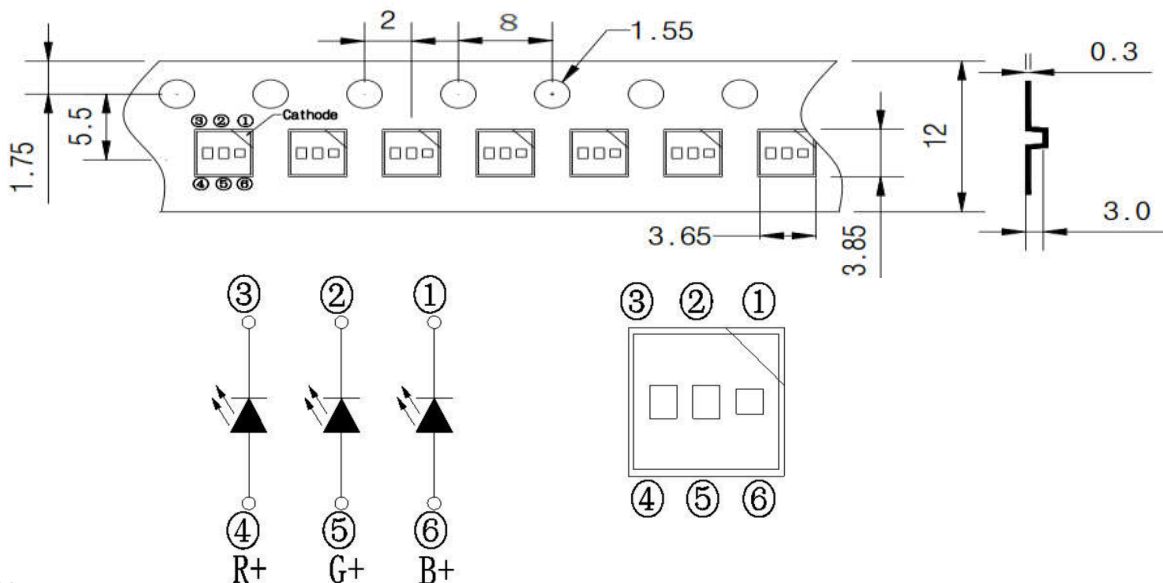 2
8
1.55
0.3
1.75
5.5
③ ② ①
Cathode
④ ⑤ ⑥
12
3.65
3.85
3.0
③ ② ①
③ ② ①
④ ⑤ ⑥
R+ G+ B+
④ ⑤ ⑥